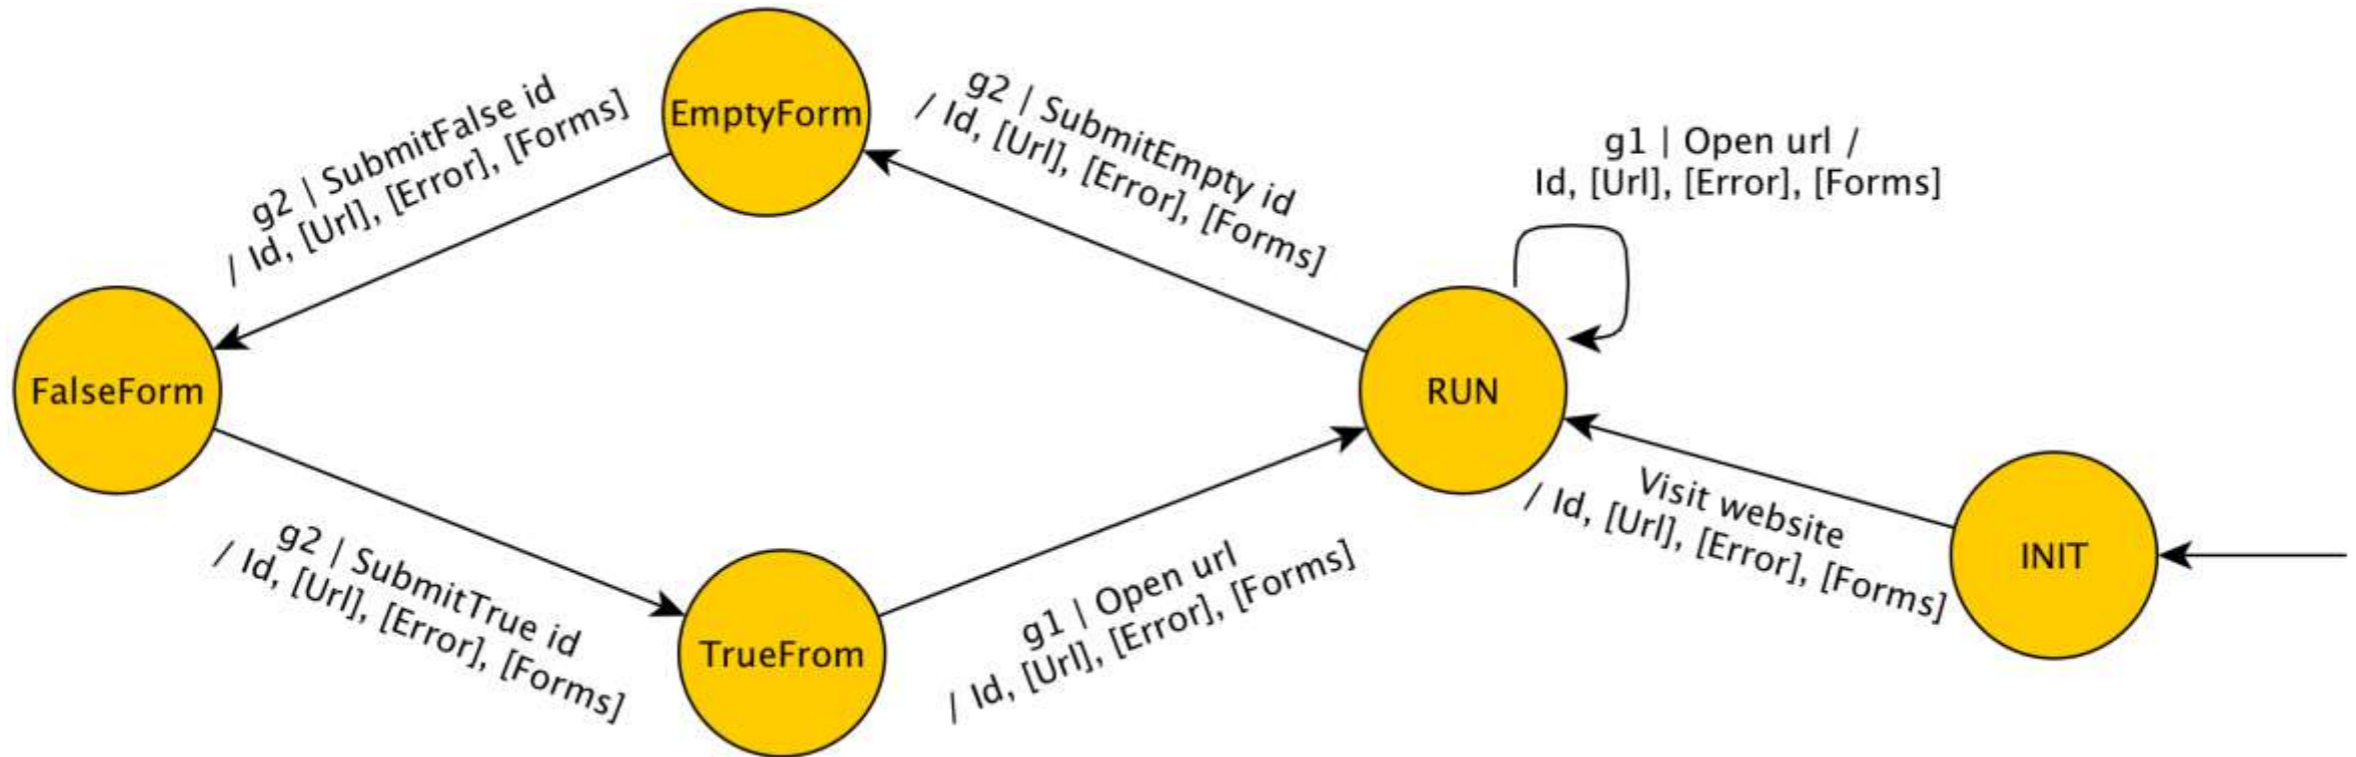 EmptyForm
g2 | SubmitFalse id
/ Id, [Url], [Error], [Forms]
g2 | SubmitEmpty id
/ Id, [Url], [Error], [Forms]
g1 | Open url /
Id, [Url], [Error], [Forms]
FalseForm
RUN
Visit website
/ Id, [Url], [Error], [Forms]
INIT
g2 | SubmitTrue id
/ Id, [Url], [Error], [Forms]
TrueFrom
g1 | Open url
/ Id, [Url], [Error], [Forms]